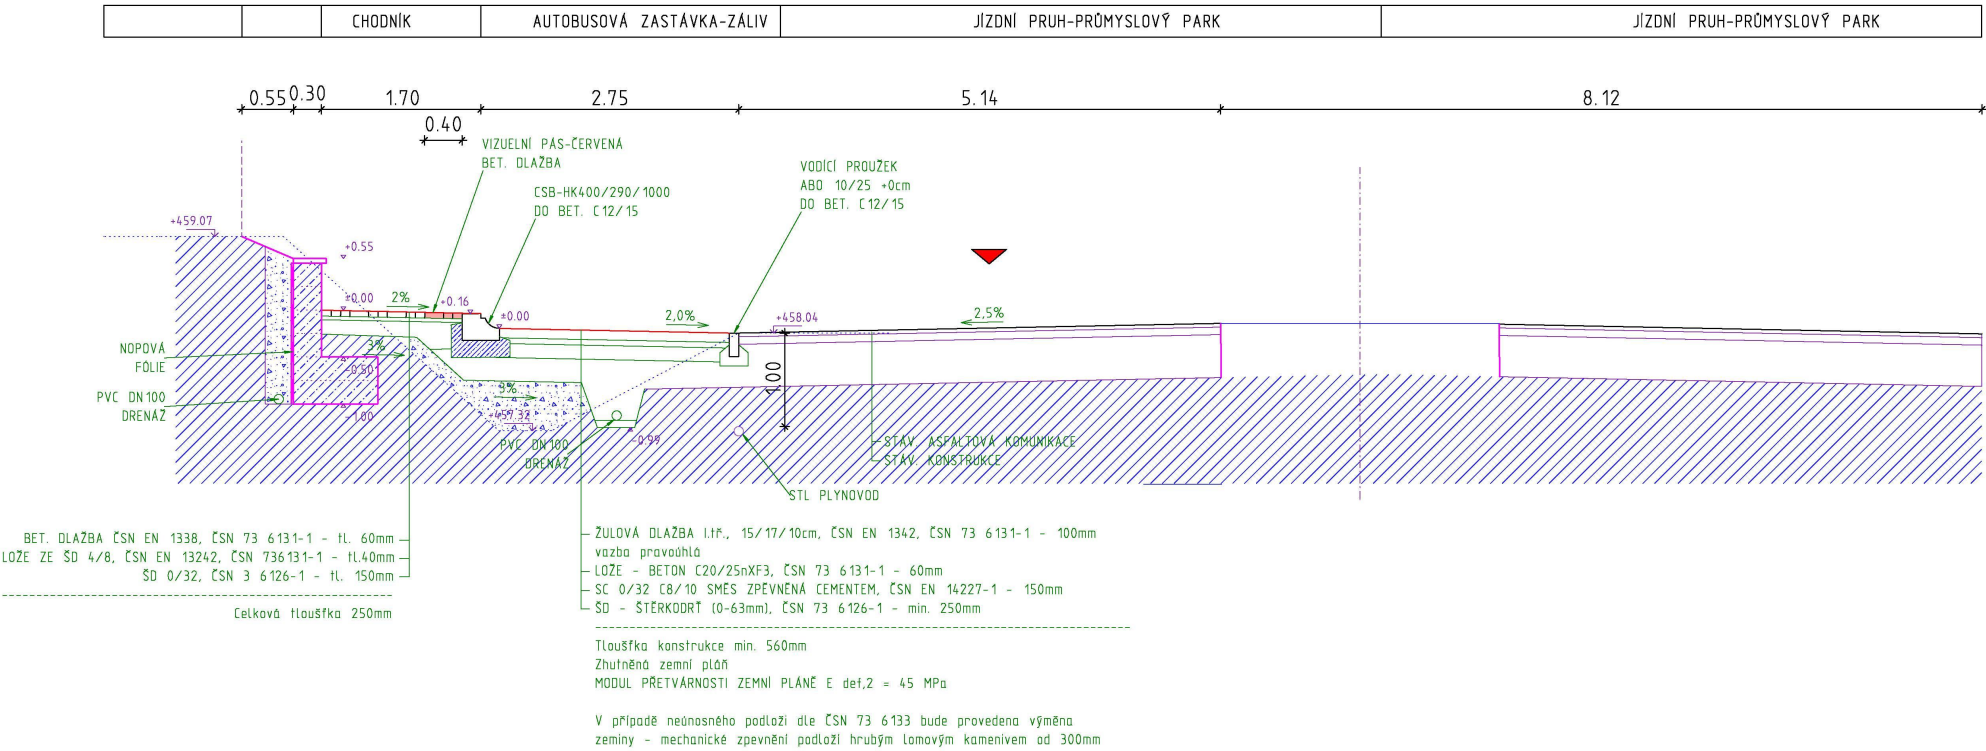 CHODNÍK
AUTOBUSOVÁ ZASTÁVKA-ZÁLIV
JÍZDNÍ PRUH-PRŮMYSLOVÝ PARK
JÍZDNÍ PRUH-PRŮMYSLOVÝ PARK
0.55
0.30
1.70
2.75
5.14
8.12
0.40
VIZUELNÍ PÁS-ČERVENÁ
BET. DLAŽBA
CSB-HK400/290/1000
DO BET. C12/15
VODÍCÍ PROUŽEK
ABO 10/25 +0cm
DO BET. C12/15
+459.07
+0.55
±0.00
2%
+0.16
±0.00
2,0%
+458.04
2,5%
NOPOVÁ
FÓLIE
3%
-0.50
1.00
PVC DN100
DRENÁŽ
-1.00
3%
+457.32
-0.99
PVC DN100
DRENÁŽ
STÁV. ASFALTOVÁ KOMUNIKACE
STÁV. KONSTRUKCE
STL PLYNOVOD
BET. DLAŽBA ČSN EN 1338, ČSN 73 6131-1 - tl. 60mm
LOŽE ZE ŠD 4/8, ČSN EN 13242, ČSN 736131-1 - tl.40mm
ŠD 0/32, ČSN 3 6126-1 - tl. 150mm
Celková tloušťka 250mm
ŽULOVÁ DLAŽBA I.tř., 15/17/10cm, ČSN EN 1342, ČSN 73 6131-1 - 100mm
vazba pravoúhlá
LOŽE - BETON C20/25nXF3, ČSN 73 6131-1 - 60mm
SC 0/32 C8/10 SMĚS ZPEVNĚNÁ CEMENTEM, ČSN EN 14227-1 - 150mm
ŠD - ŠTĚRKODRŤ (0-63mm), ČSN 73 6126-1 - min. 250mm
Tloušťka konstrukce min. 560mm
Zhutněná zemní pláň
MODUL PŘETVÁRNOSTI ZEMNÍ PLÁNĚ E def,2 = 45 MPa
V případě neúnosného podloží dle ČSN 73 6133 bude provedena výměna
zeminy - mechanické zpevnění podloží hrubým lomovým kamenivem od 300mm